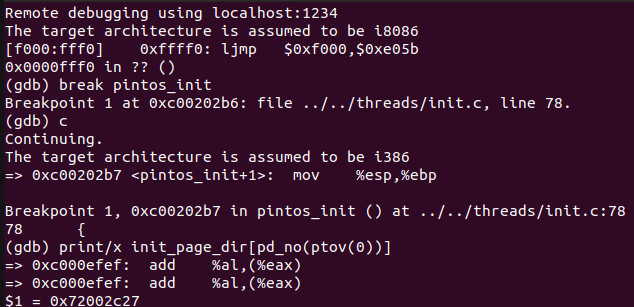 Remote debugging using localhost:1234
The target architecture is assumed to be i8086
[f000:fff0]    0xffff0: ljmp   $0xf000,$0xe05b
0x0000fff0 in ?? ()
(gdb) break pintos_init
Breakpoint 1 at 0xc00202b6: file ../../threads/init.c, line 78.
(gdb) c
Continuing.
The target architecture is assumed to be i386
=> 0xc00202b7 <pintos_init+1>:  mov    %esp,%ebp

Breakpoint 1, 0xc00202b7 in pintos_init () at ../../threads/init.c:78
78      {
(gdb) print/x init_page_dir[pd_no(ptov(0))]
=> 0xc000efef:  add    %al,(%eax)
=> 0xc000efef:  add    %al,(%eax)
$1 = 0x72002c27